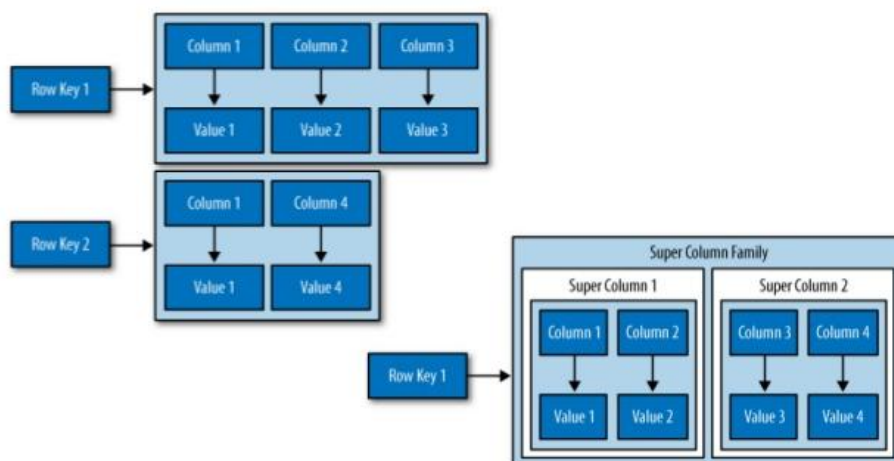 Column 1 Column 2 Column 3
Row Key 1
Value 1 Value 2 Value 3
Column 1 Column 4
Row Key 2
Value 1 Value 4
Super Column Family
Super Column 1 Super Column 2
Column 1 Column 2 Column 3 Column 4
Row Key 1
Value 1 Value 2 Value 3 Value 4